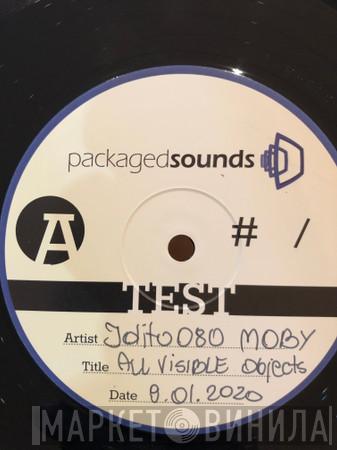 packagedsounds
A
# /
TEST
Artist Idito080 MOBY
Title All VISIBLE Objects
Date 9.01.2020
МАРКЕТ ВИНИЛА